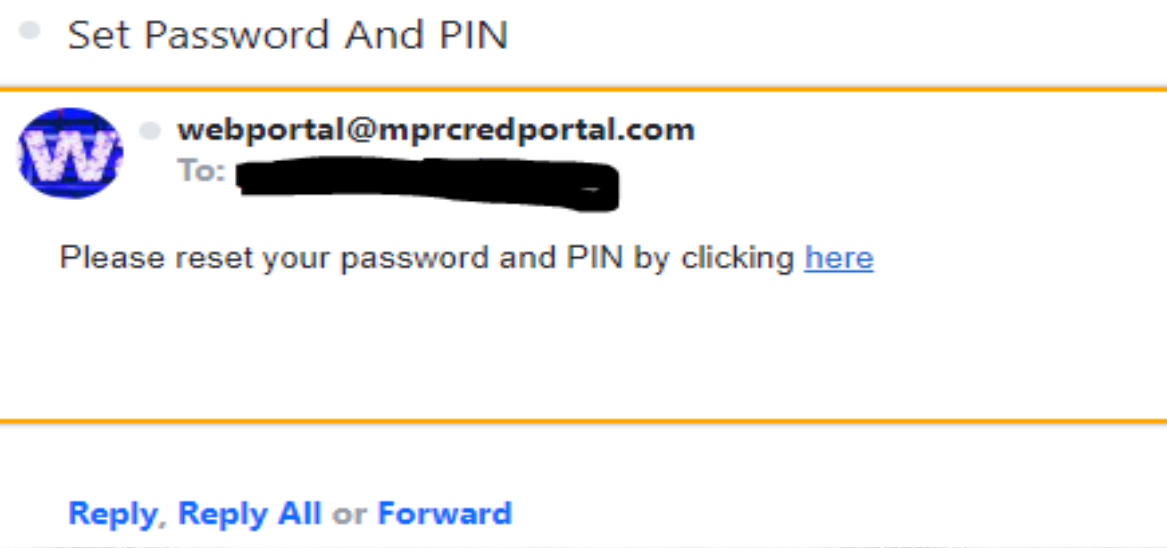 Set Password And PIN
W
webportal@mprcredportal.com
To:
Please reset your password and PIN by clicking here
Reply, Reply All or Forward